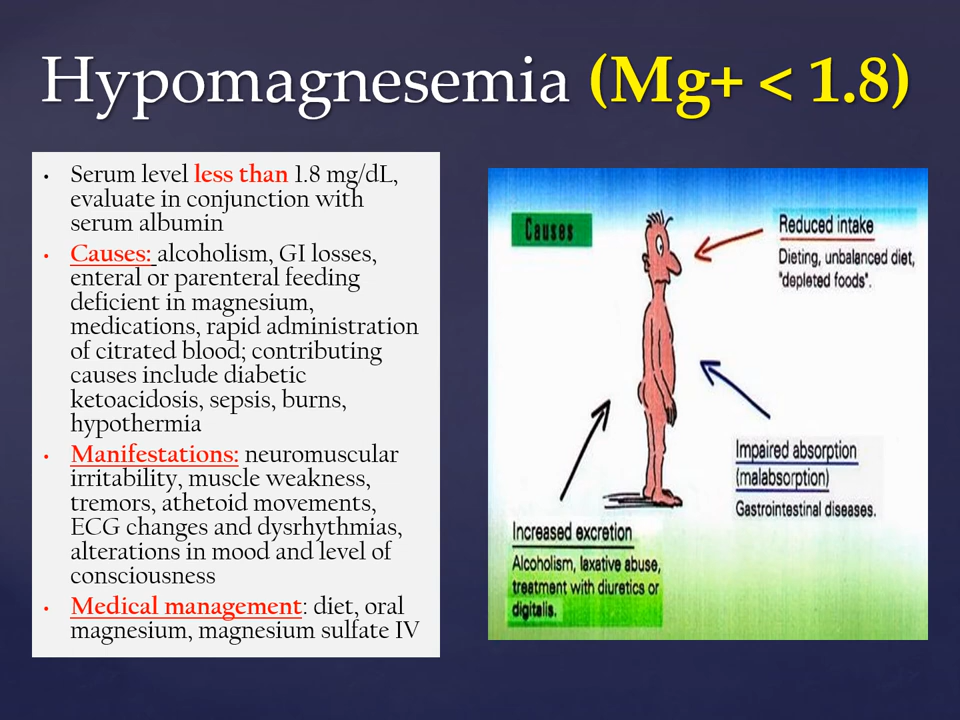 Hypomagnesemia (Mg+ < 1.8)
• Serum level less than 1.8 mg/dL,
evaluate in conjunction with
serum albumin
• Causes: alcoholism, GI losses,
enteral or parenteral feeding
deficient in magnesium,
medications, rapid administration
of citrated blood; contributing
causes include diabetic
ketoacidosis, sepsis, burns,
hypothermia
• Manifestations: neuromuscular
irritability, muscle weakness,
tremors, athetoid movements,
ECG changes and dysrhythmias,
alterations in mood and level of
consciousness
• Medical management: diet, oral
magnesium, magnesium sulfate IV
Causes
Reduced intake
Dieting, unbalanced diet,
"depleted foods".
Impaired absorption
(malabsorption)
Gastrointestinal diseases.
Increased excretion
Alcoholism, laxative abuse,
treatment with diuretics or
digitalis.